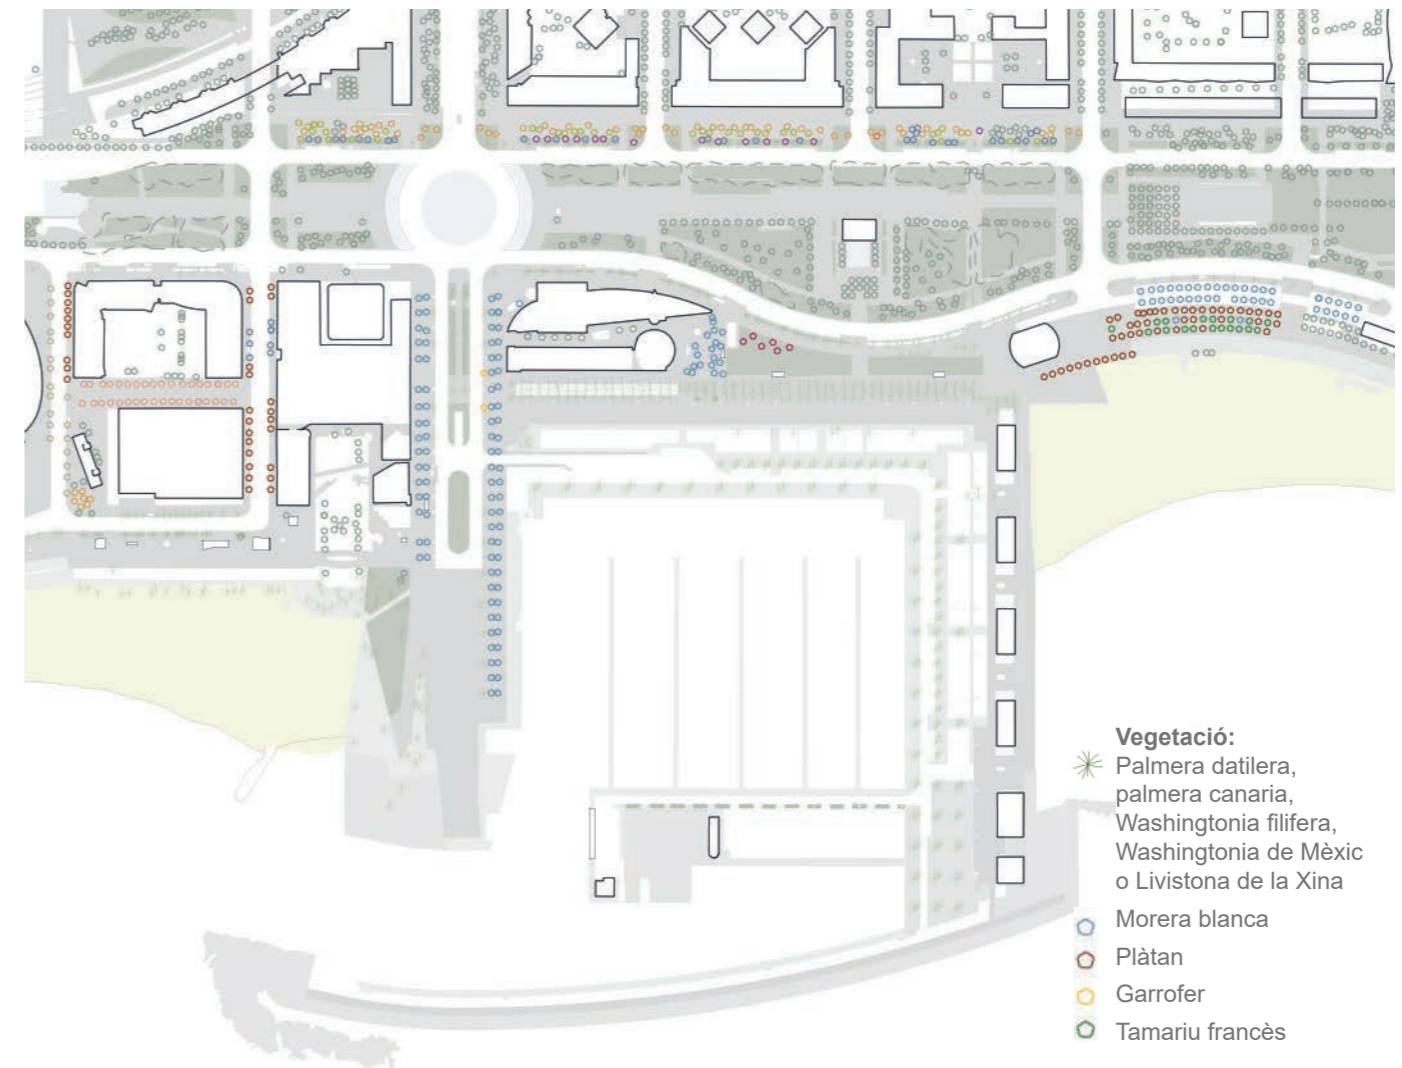 Vegetació:
Palmera datilera,
palmera canaria,
Washingtonia filifera,
Washingtonia de Mèxic
o Livistona de la Xina
Morera blanca
Plàtan
Garrofer
Tamariu francès